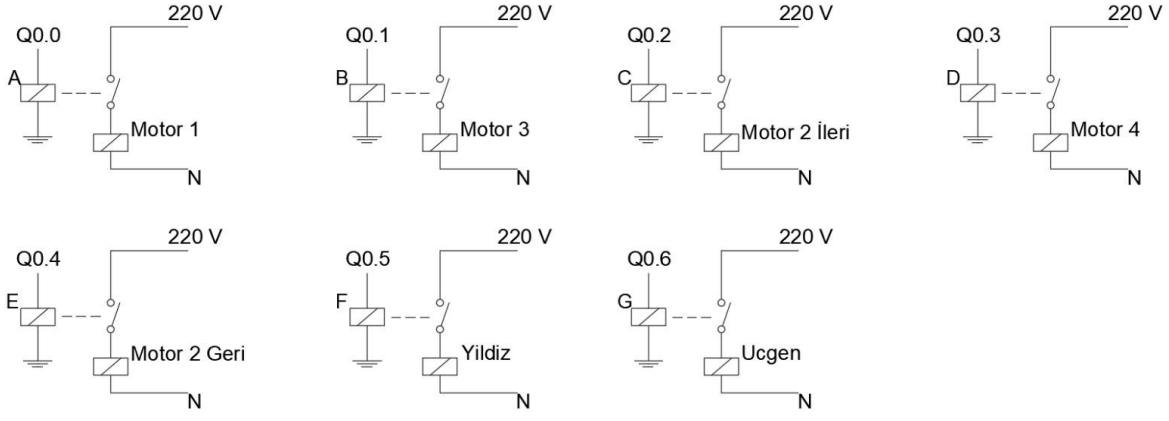 220 V
Q0.0
A
Motor 1
N
220 V
Q0.1
B
Motor 3
N
220 V
Q0.2
C
Motor 2 İleri
N
220 V
Q0.3
D
Motor 4
N
220 V
Q0.4
E
Motor 2 Geri
N
220 V
Q0.5
F
Yildiz
N
220 V
Q0.6
G
Ucgen
N